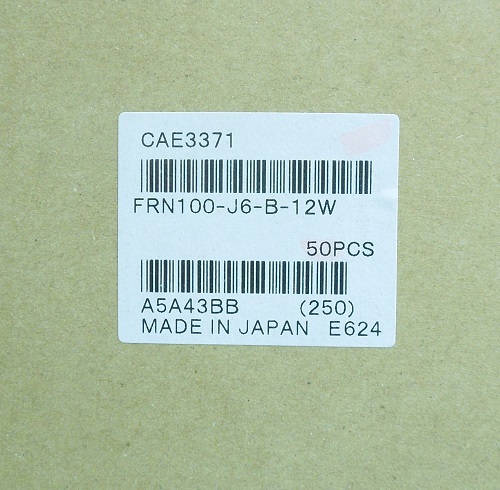 CAE3371
FRN100-J6-B-12W
50PCS
A5A43BB (250)
MADE IN JAPAN E624